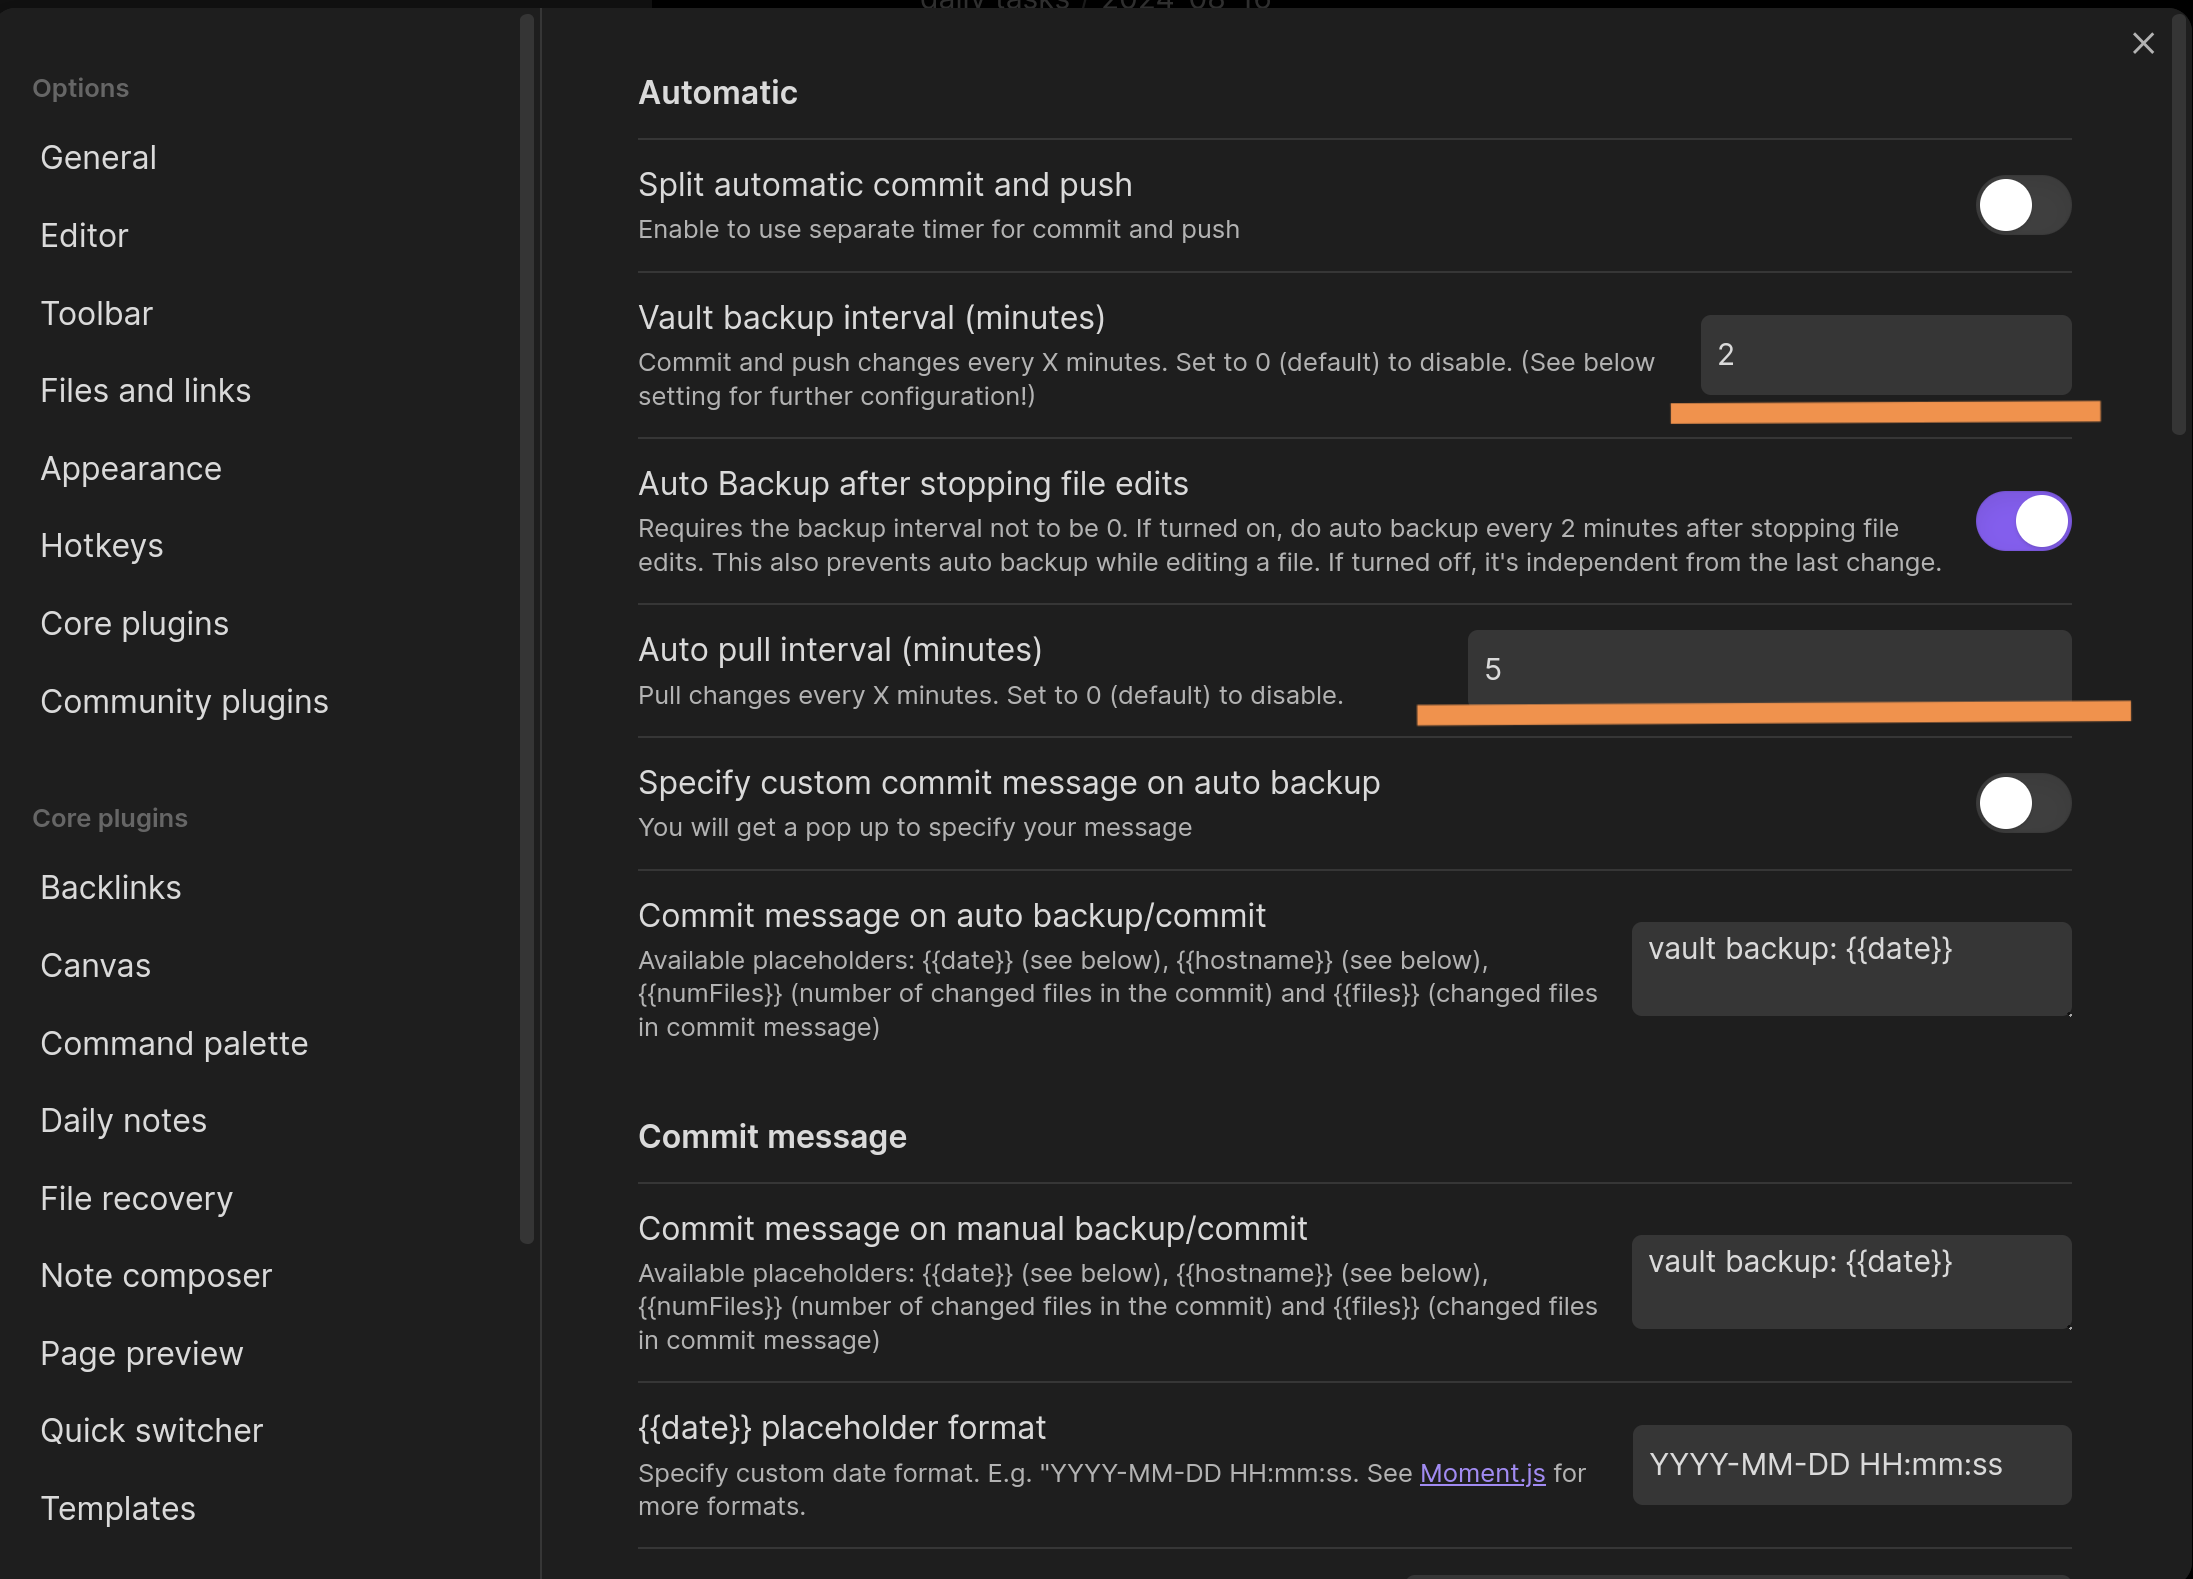 daily tasks / 2024-08-16
Options
General
Editor
Toolbar
Files and links
Appearance
Hotkeys
Core plugins
Community plugins
Core plugins
Backlinks
Canvas
Command palette
Daily notes
File recovery
Note composer
Page preview
Quick switcher
Templates
Automatic
Split automatic commit and push
Enable to use separate timer for commit and push
Vault backup interval (minutes)
Commit and push changes every X minutes. Set to 0 (default) to disable. (See below
setting for further configuration!)
2
Auto Backup after stopping file edits
Requires the backup interval not to be 0. If turned on, do auto backup every 2 minutes after stopping file
edits. This also prevents auto backup while editing a file. If turned off, it's independent from the last change.
Auto pull interval (minutes)
Pull changes every X minutes. Set to 0 (default) to disable.
5
Specify custom commit message on auto backup
You will get a pop up to specify your message
Commit message on auto backup/commit
Available placeholders: {{date}} (see below), {{hostname}} (see below),
{{numFiles}} (number of changed files in the commit) and {{files}} (changed files
in commit message)
vault backup: {{date}}
Commit message
Commit message on manual backup/commit
Available placeholders: {{date}} (see below), {{hostname}} (see below),
{{numFiles}} (number of changed files in the commit) and {{files}} (changed files
in commit message)
vault backup: {{date}}
{{date}} placeholder format
Specify custom date format. E.g. "YYYY-MM-DD HH:mm:ss. See Moment.js for
more formats.
YYYY-MM-DD HH:mm:ss